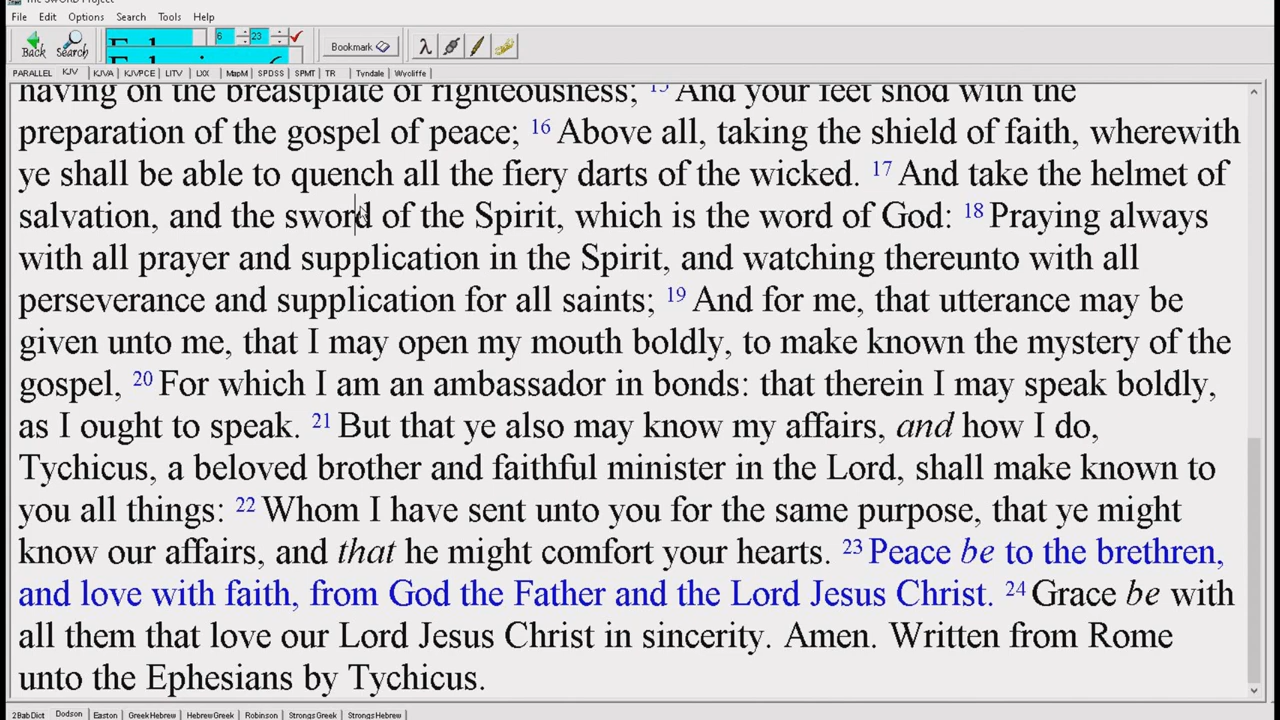 The SWORD Project
File Edit Options Search Tools Help
Back Search 6 23 Bookmark λ
PARALLEL KJV KJVA KJVPCE LITV LXX MapM SPDSS SPMT TR Tyndale Wycliffe
having on the breastplate of righteousness; 15 And your feet shod with the
preparation of the gospel of peace; 16 Above all, taking the shield of faith, wherewith
ye shall be able to quench all the fiery darts of the wicked. 17 And take the helmet of
salvation, and the sword of the Spirit, which is the word of God: 18 Praying always
with all prayer and supplication in the Spirit, and watching thereunto with all
perseverance and supplication for all saints; 19 And for me, that utterance may be
given unto me, that I may open my mouth boldly, to make known the mystery of the
gospel, 20 For which I am an ambassador in bonds: that therein I may speak boldly,
as I ought to speak. 21 But that ye also may know my affairs, and how I do,
Tychicus, a beloved brother and faithful minister in the Lord, shall make known to
you all things: 22 Whom I have sent unto you for the same purpose, that ye might
know our affairs, and that he might comfort your hearts. 23 Peace be to the brethren,
and love with faith, from God the Father and the Lord Jesus Christ. 24 Grace be with
all them that love our Lord Jesus Christ in sincerity. Amen. Written from Rome
unto the Ephesians by Tychicus.
2BabDict Dodson Easton GreekHebrew HebrewGreek Robinson StrongsGreek StrongsHebrew